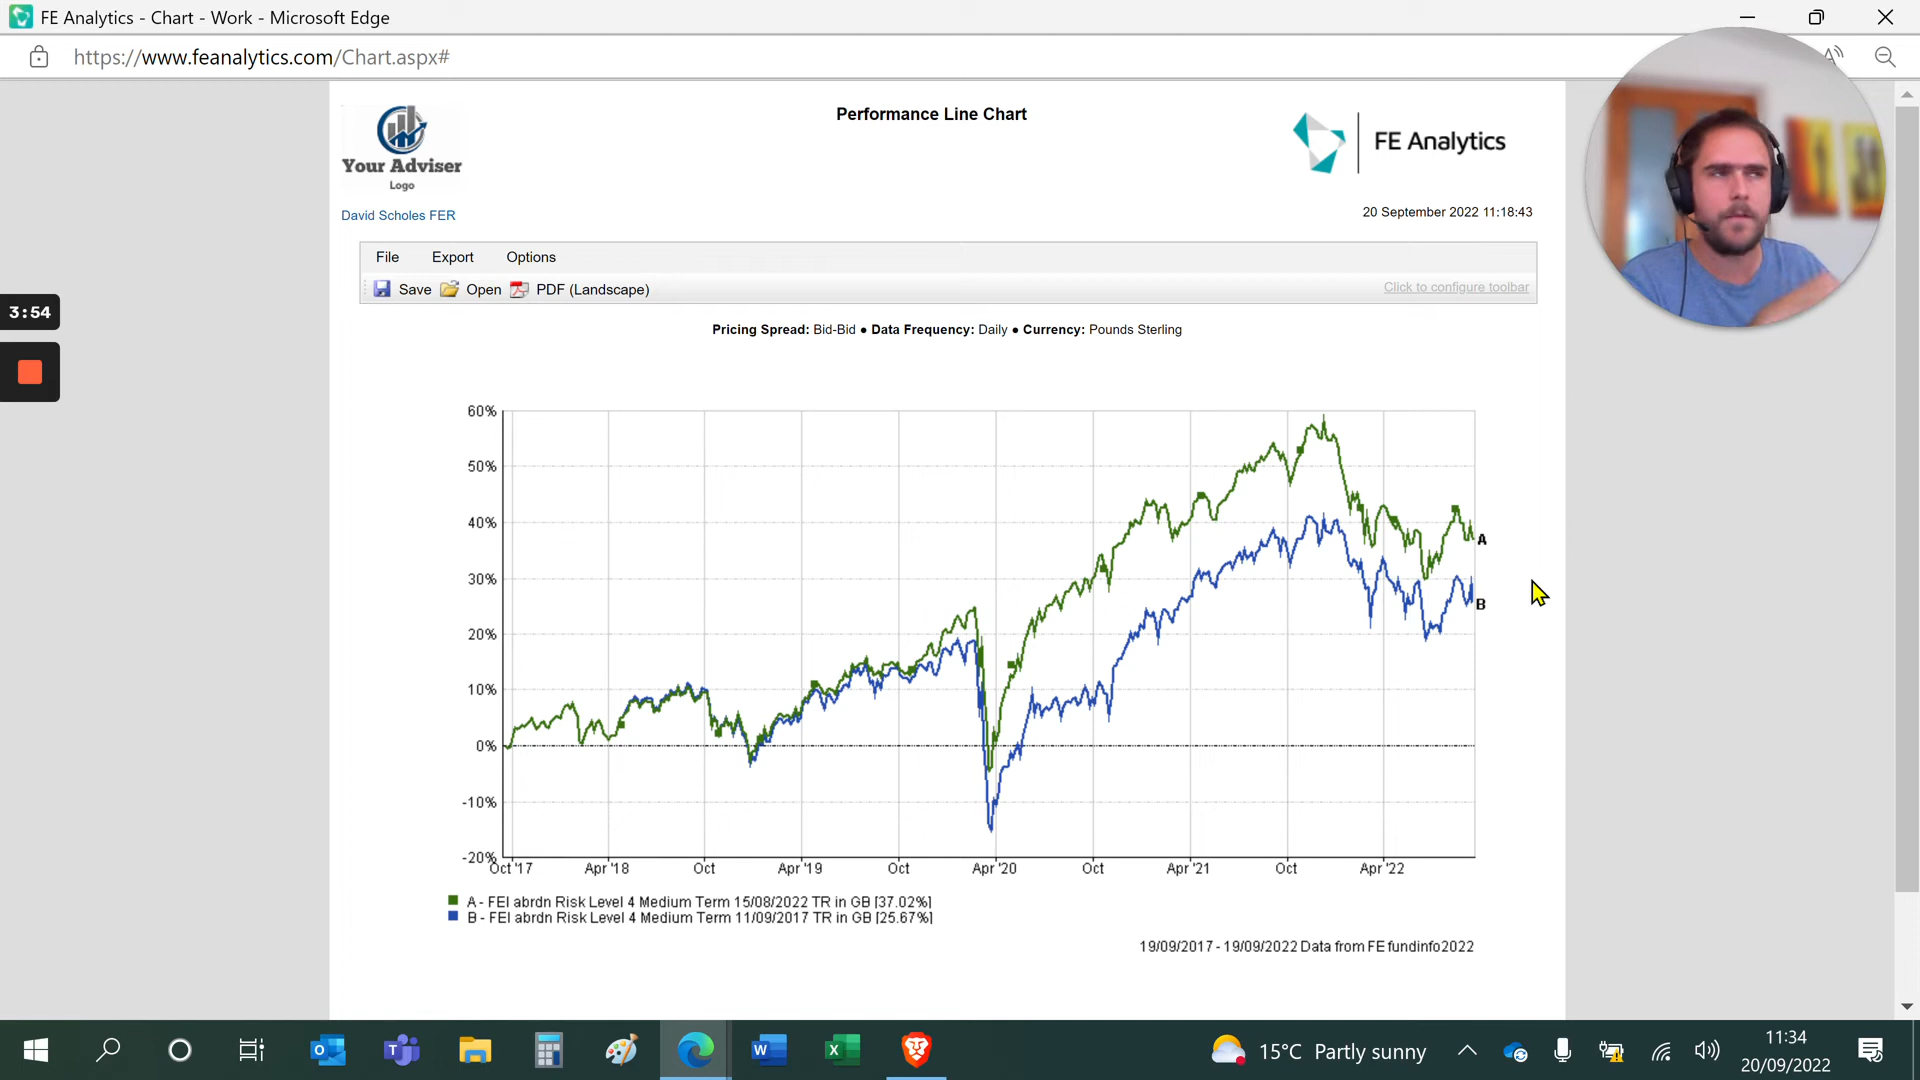 FE Analytics - Chart - Work - Microsoft Edge
https://www.feanalytics.com/Chart.aspx#
Performance Line Chart
Your Adviser
Logo
FE Analytics
David Scholes FER
20 September 2022 11:18:43
File Export Options
Save Open PDF (Landscape)
Click to configure toolbar
3:54
Pricing Spread: Bid-Bid ● Data Frequency: Daily ● Currency: Pounds Sterling
60%
50%
40%
30%
20%
10%
0%
-10%
-20%
A
B
Oct '17 Apr '18 Oct Apr '19 Oct Apr '20 Oct Apr '21 Oct Apr '22
A - FEI abrdn Risk Level 4 Medium Term 15/08/2022 TR in GB [37.02%]
B - FEI abrdn Risk Level 4 Medium Term 11/09/2017 TR in GB [25.67%]
19/09/2017 - 19/09/2022 Data from FE fundinfo2022
15°C Partly sunny
11:34
20/09/2022